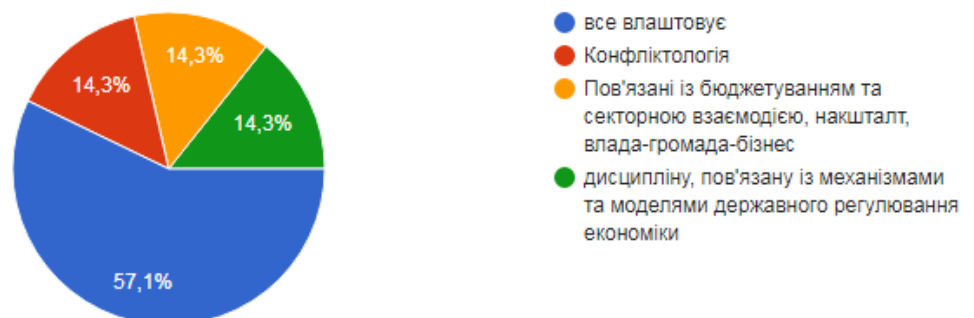 14,3%
14,3%
14,3%
57,1%
все влаштовує
Конфліктологія
Пов'язані із бюджетуванням та
секторною взаємодією, накшталт,
влада-громада-бізнес
дисципліну, пов'язану із механізмами
та моделями державного регулювання
економіки